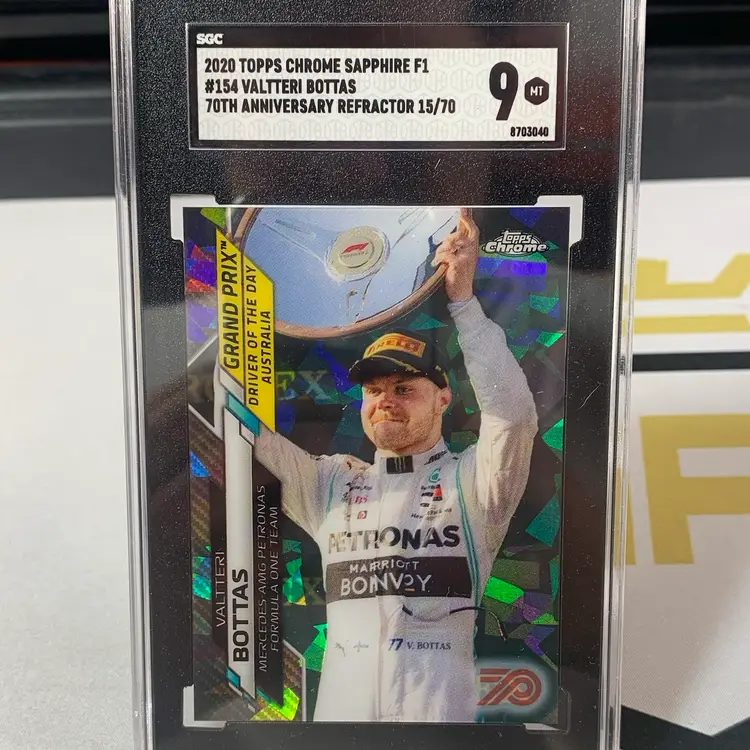 SGC
2020 TOPPS CHROME SAPPHIRE F1
#154 VALTTERI BOTTAS
70TH ANNIVERSARY REFRACTOR 15/70
9
MT
8703040
Topps
Chrome
GRAND PRIX™
DRIVER OF THE DAY
AUSTRALIA
PIRELLI
PETRONAS
MARRIOTT
BONVOY
77 V. BOTTAS
VALTTERI
BOTTAS
MERCEDES-AMG PETRONAS
FORMULA ONE TEAM
70